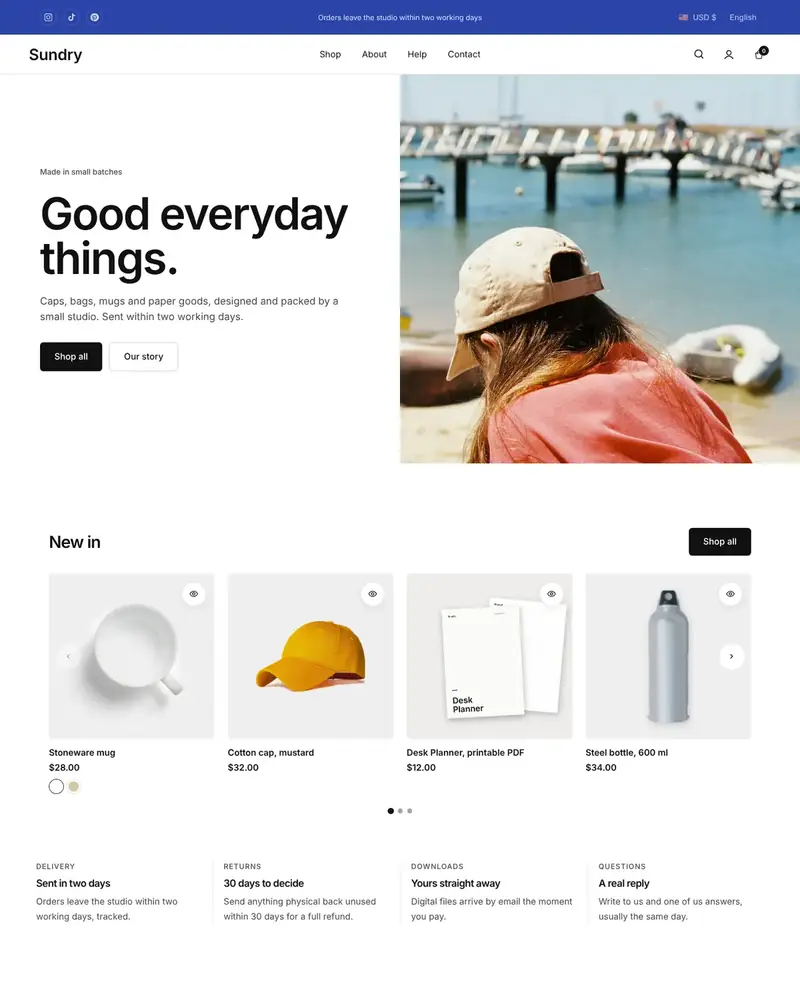 Orders leave the studio within two working days
USD $
English
Sundry
Shop
About
Help
Contact
0
Made in small batches
Good everyday
things.
Caps, bags, mugs and paper goods, designed and packed by a
small studio. Sent within two working days.
Shop all
Our story
New in
Shop all
Desk
Planner
Stoneware mug
$28.00
Cotton cap, mustard
$32.00
Desk Planner, printable PDF
$12.00
Steel bottle, 600 ml
$34.00
DELIVERY
Sent in two days
Orders leave the studio within two
working days, tracked.
RETURNS
30 days to decide
Send anything physical back unused
within 30 days for a full refund.
DOWNLOADS
Yours straight away
Digital files arrive by email the moment
you pay.
QUESTIONS
A real reply
Write to us and one of us answers,
usually the same day.